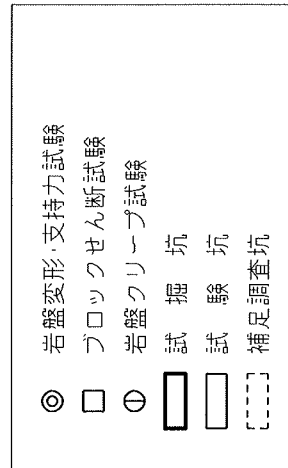 岩盤変形・支持力試験
ブロックせん断試験
岩盤クリープ試験
試掘坑
試験坑
補足調査坑